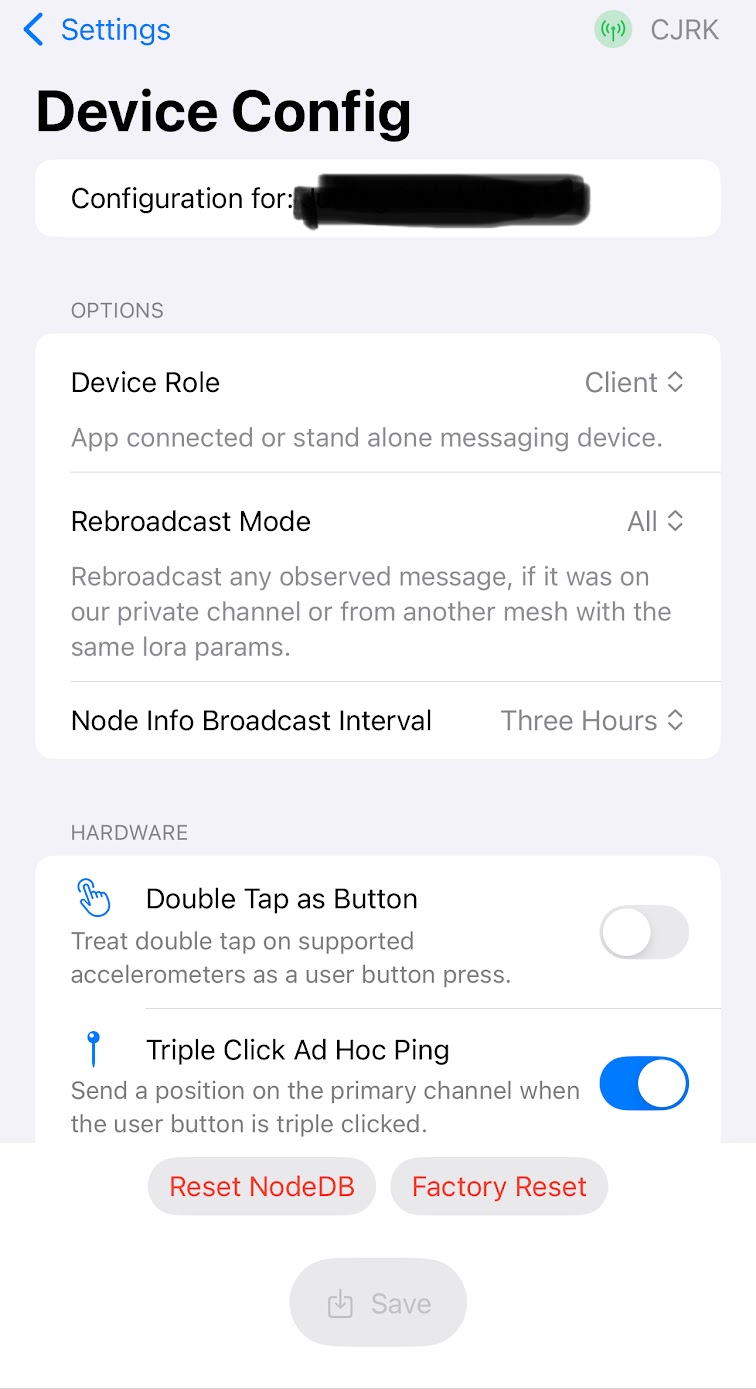 Settings
CJRK
Device Config
Configuration for:
OPTIONS
Device Role
Client
App connected or stand alone messaging device.
Rebroadcast Mode
All
Rebroadcast any observed message, if it was on
our private channel or from another mesh with the
same lora params.
Node Info Broadcast Interval
Three Hours
HARDWARE
Double Tap as Button
Treat double tap on supported
accelerometers as a user button press.
Triple Click Ad Hoc Ping
Send a position on the primary channel when
the user button is triple clicked.
Reset NodeDB
Factory Reset
Save